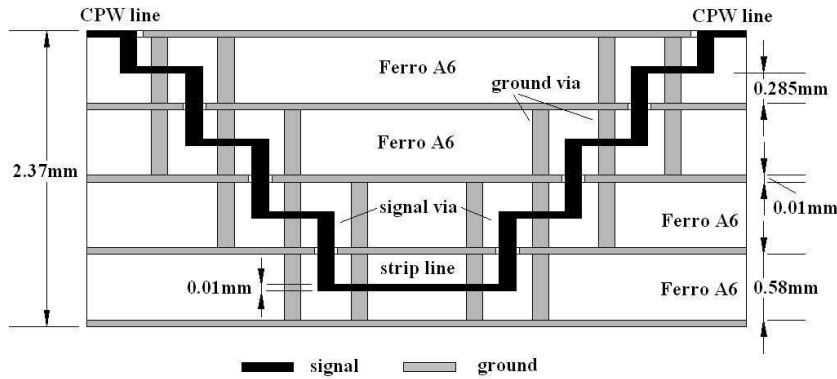 CPW line
CPW line
Ferro A6
ground via
0.285mm
Ferro A6
2.37mm
signal via
0.01mm
Ferro A6
strip line
0.01mm
Ferro A6
0.58mm
signal
ground